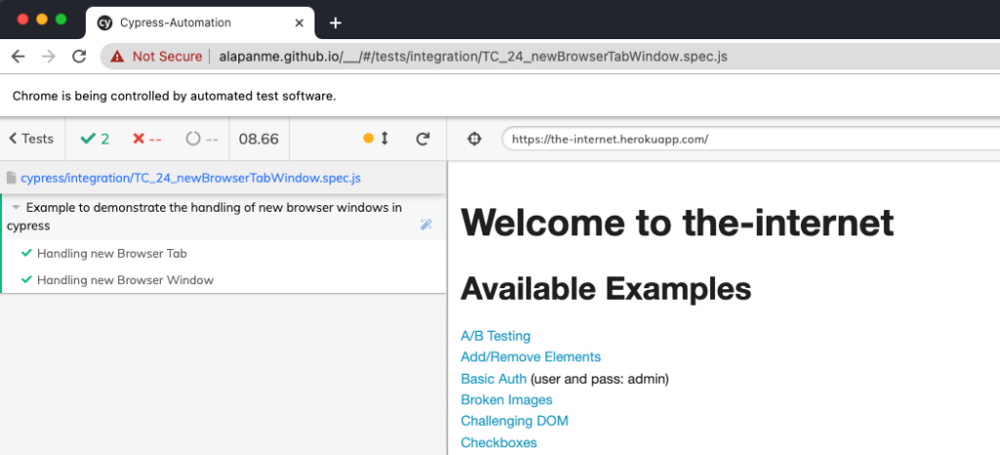 cy Cypress-Automation
Not Secure | alapanme.github.io/__/#/tests/integration/TC_24_newBrowserTabWindow.spec.js
Chrome is being controlled by automated test software.
Tests 2 -- -- 08.66 https://the-internet.herokuapp.com/
cypress/integration/TC_24_newBrowserTabWindow.spec.js
Example to demonstrate the handling of new browser windows in
cypress
Handling new Browser Tab
Handling new Browser Window
Welcome to the-internet
Available Examples
A/B Testing
Add/Remove Elements
Basic Auth (user and pass: admin)
Broken Images
Challenging DOM
Checkboxes